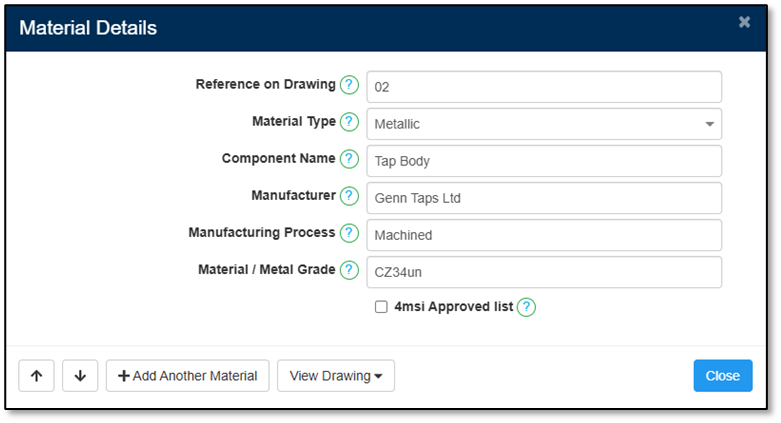 Material Details
Reference on Drawing ? 02
Material Type ? Metallic
Component Name ? Tap Body
Manufacturer ? Genn Taps Ltd
Manufacturing Process ? Machined
Material / Metal Grade ? CZ34un
4msi Approved list ?
Add Another Material View Drawing Close